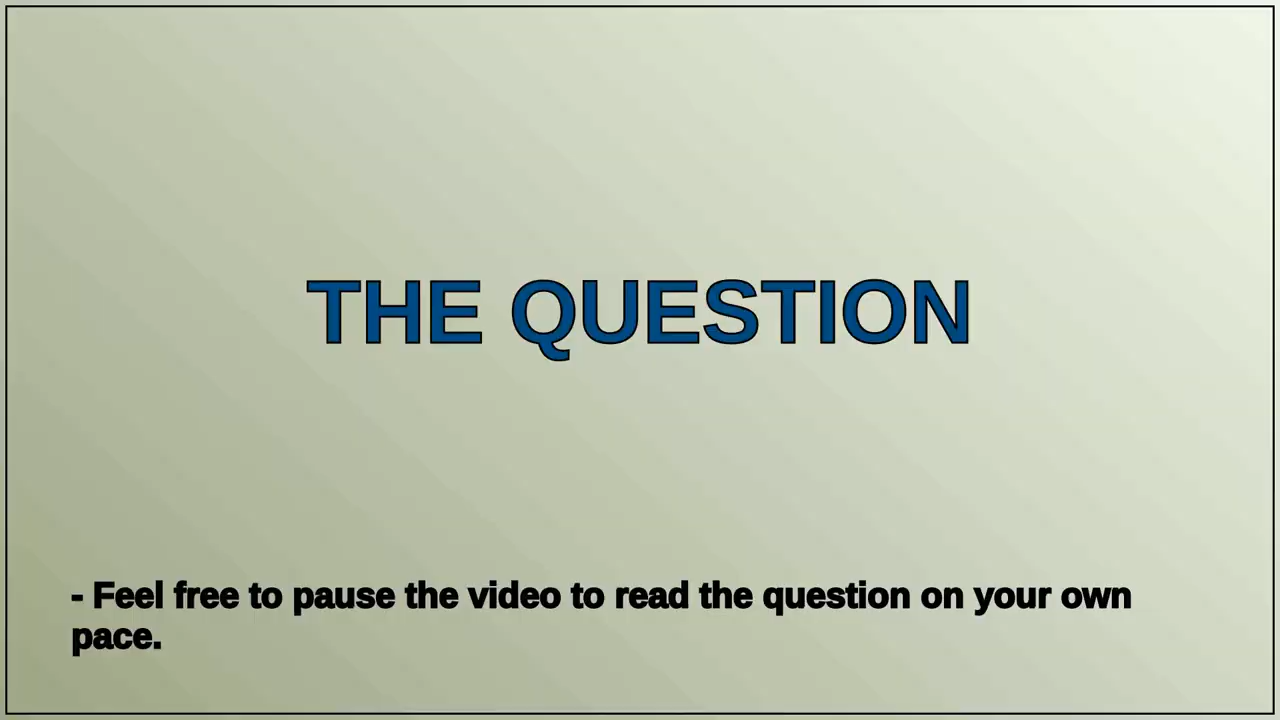 THE QUESTION
- Feel free to pause the video to read the question on your own
pace.